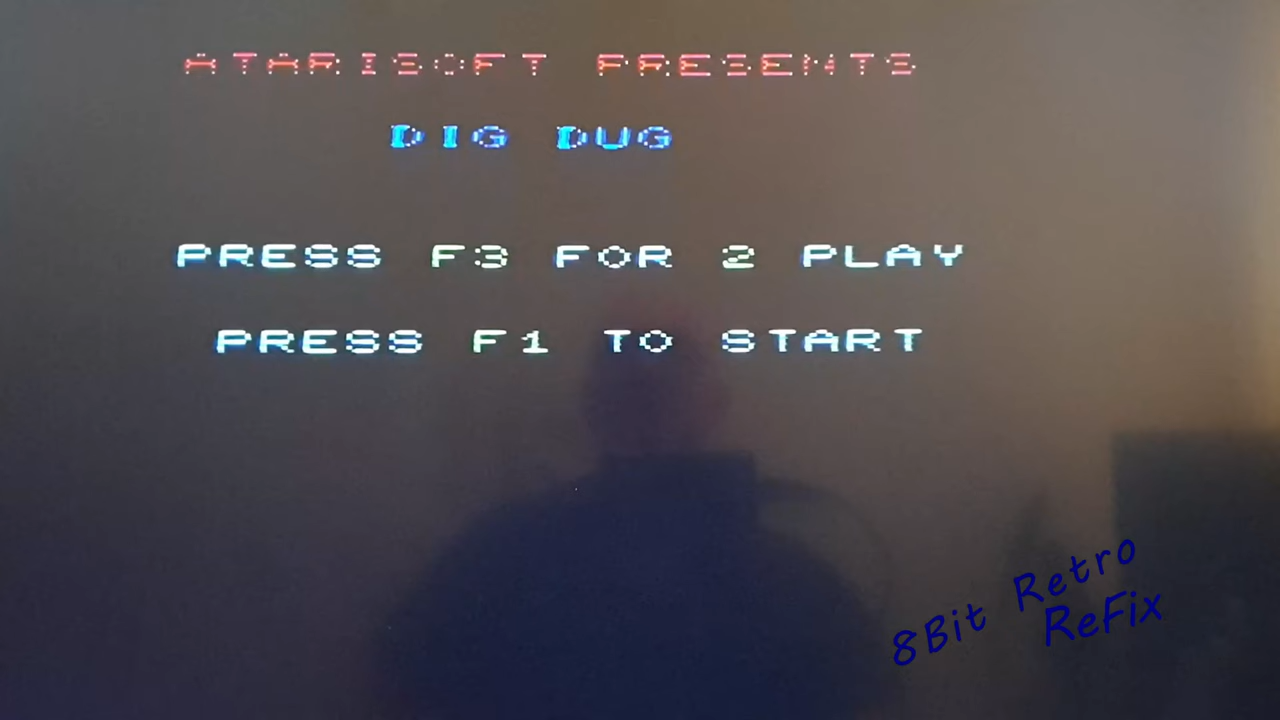 ATARISOFT PRESENTS
DIG DUG
PRESS F3 FOR 2 PLAY
PRESS F1 TO START
8Bit Retro
ReFix